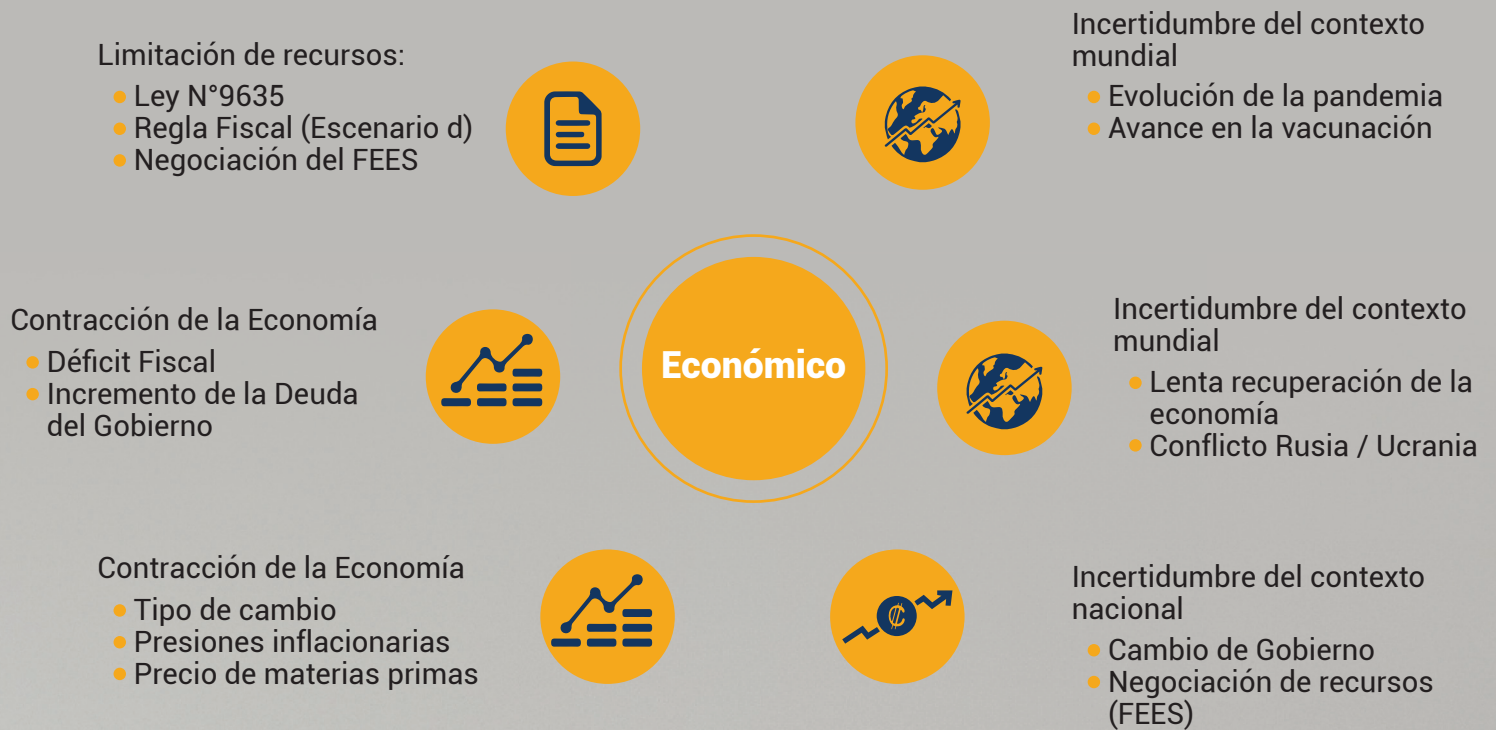 Limitación de recursos:
Ley N°9635
Regla Fiscal (Escenario d)
Negociación del FEES
Contracción de la Economía
Déficit Fiscal
Incremento de la Deuda
del Gobierno
Contracción de la Economía
Tipo de cambio
Presiones inflacionarias
Precio de materias primas
Económico
Incertidumbre del contexto
mundial
Evolución de la pandemia
Avance en la vacunación
Incertidumbre del contexto
mundial
Lenta recuperación de la
economía
Conflicto Rusia / Ucrania
₡
Incertidumbre del contexto
nacional
Cambio de Gobierno
Negociación de recursos
(FEES)